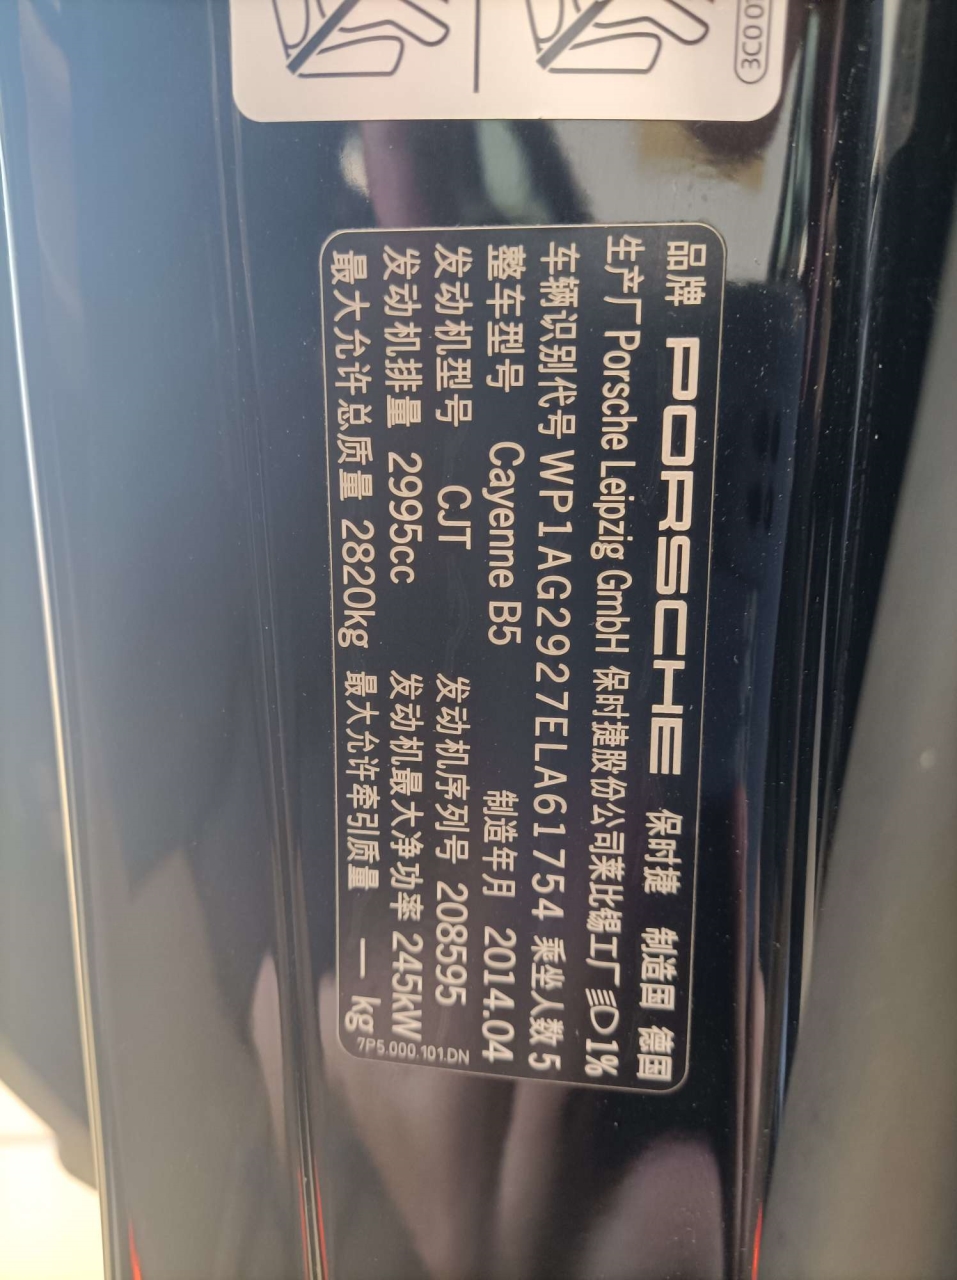 3C0 0
品牌 PORSCHE 保时捷 制造国 德国
生产厂 Porsche Leipzig GmbH 保时捷股份公司莱比锡工厂 1%
车辆识别代号 WP1AG2927ELA61754 乘坐人数 5
整车型号 Cayenne B5 制造年月 2014.04
发动机型号 CJT 发动机序列号 208595
发动机排量 2995cc 发动机最大净功率 245kW
最大允许总质量 2820kg 最大允许牵引质量 — kg
7P5.000.101.DN